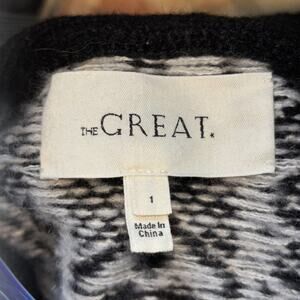 THE GREAT.
1
Made In
China